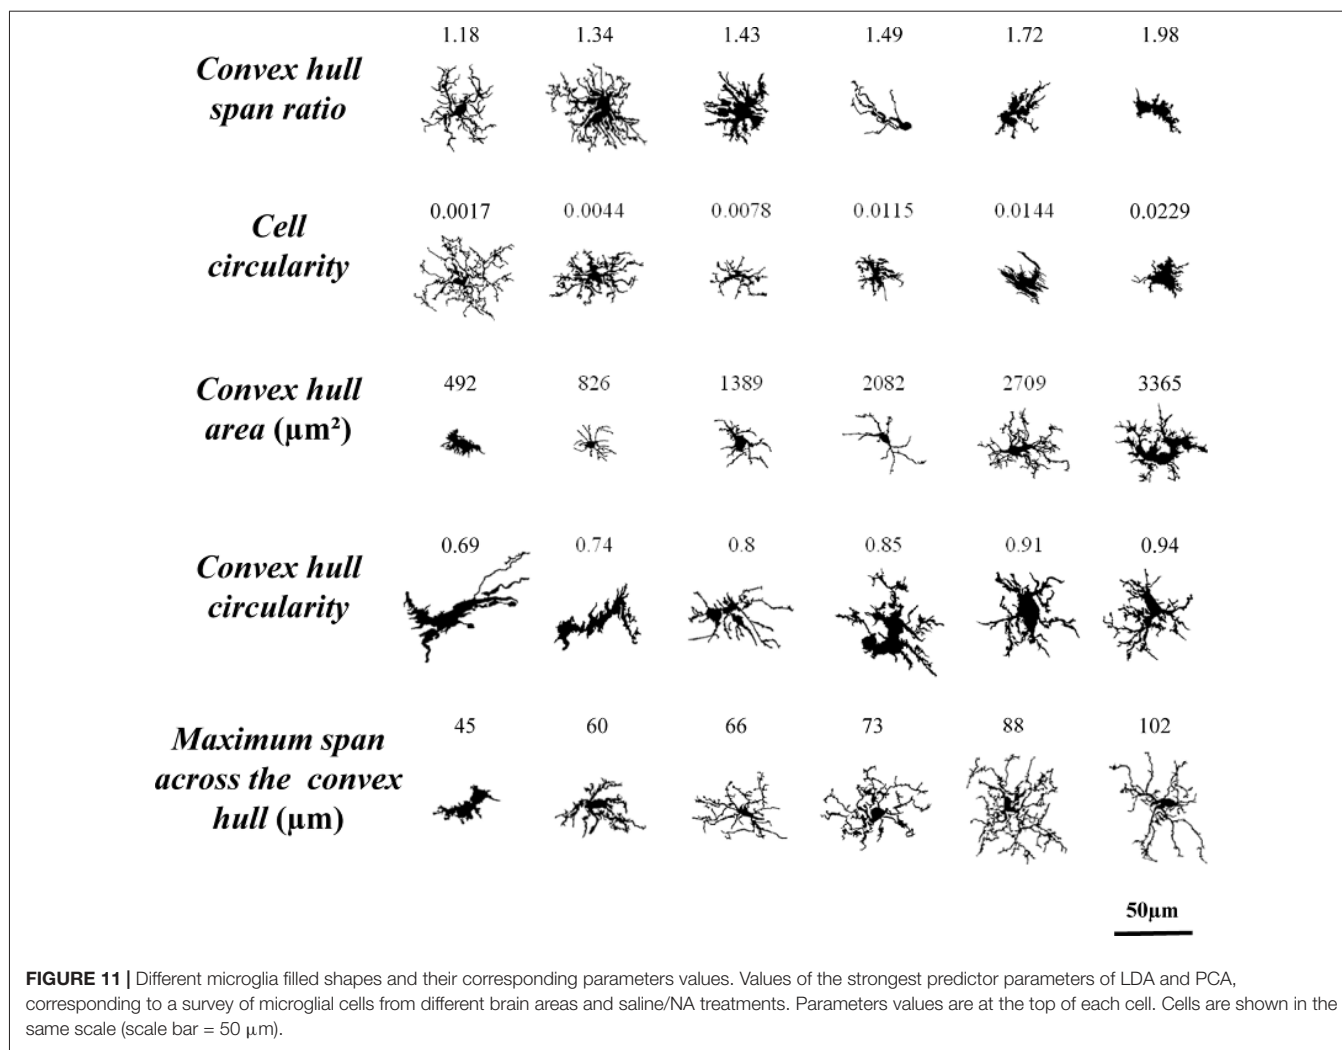 1.18 1.34 1.43 1.49 1.72 1.98
Convex hull
span ratio
0.0017 0.0044 0.0078 0.0115 0.0144 0.0229
Cell
circularity
492 826 1389 2082 2709 3365
Convex hull
area (µm²)
0.69 0.74 0.8 0.85 0.91 0.94
Convex hull
circularity
45 60 66 73 88 102
Maximum span
across the convex
hull (µm)
50µm
FIGURE 11 | Different microglia filled shapes and their corresponding parameters values. Values of the strongest predictor parameters of LDA and PCA,
corresponding to a survey of microglial cells from different brain areas and saline/NA treatments. Parameters values are at the top of each cell. Cells are shown in the
same scale (scale bar = 50 µm).